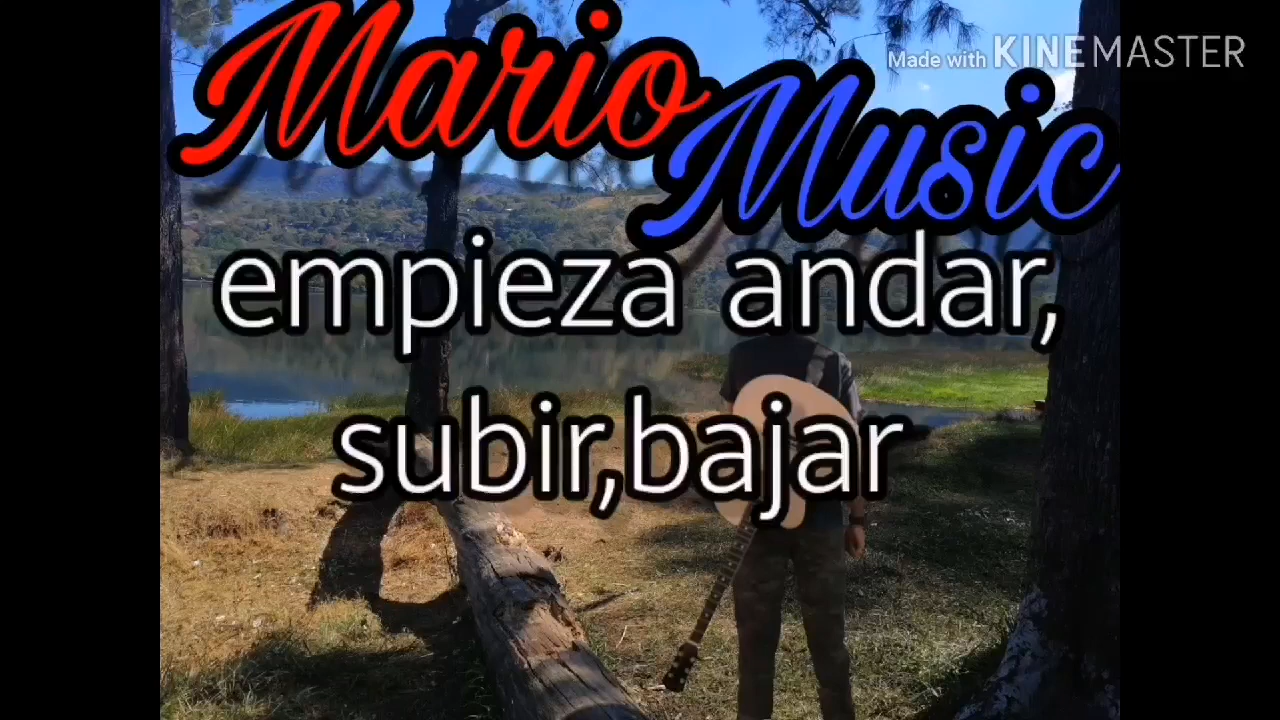 Mario
Made with KINEMASTER
Music
empieza andar,
subir,bajar